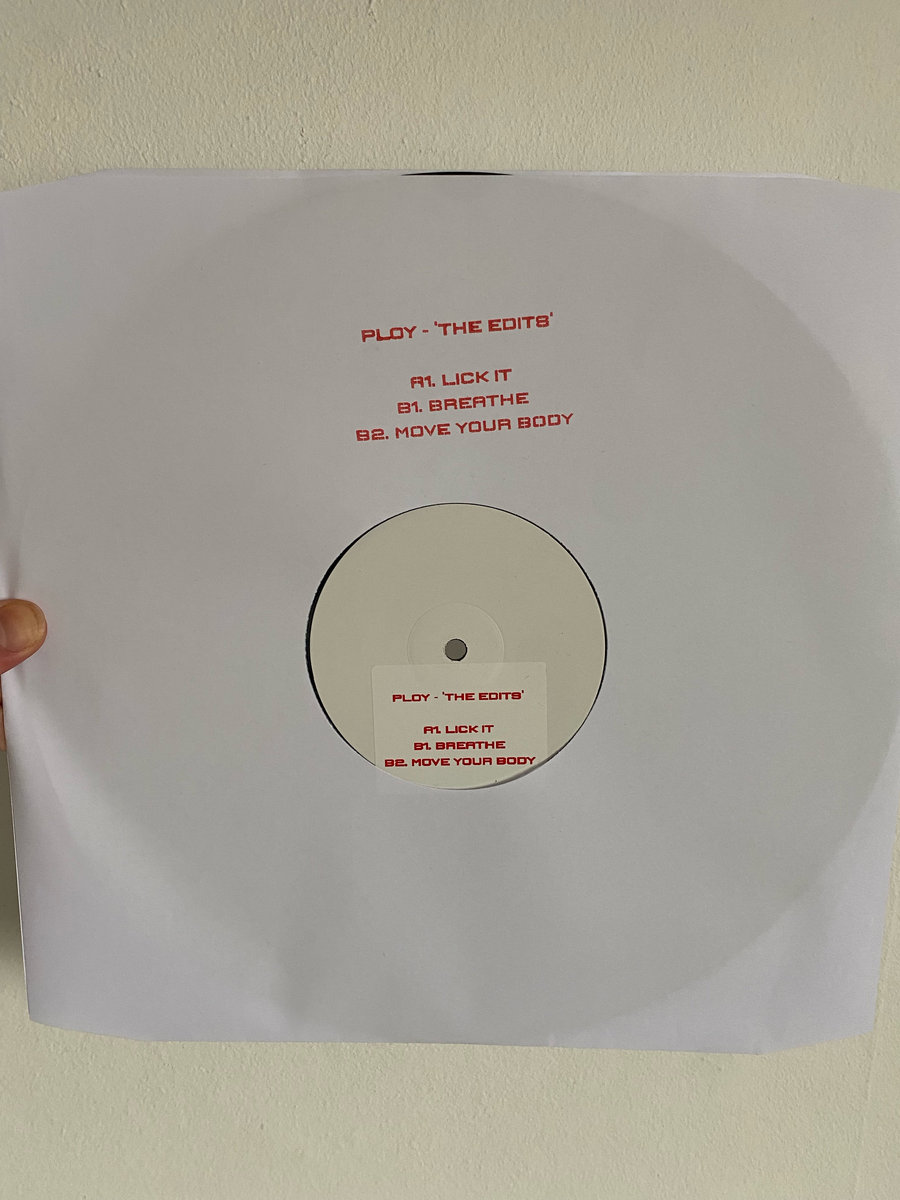 PLOY - 'THE EDITS'
A1. LICK IT
B1. BREATHE
B2. MOVE YOUR BODY
PLOY - 'THE EDITS'
A1. LICK IT
B1. BREATHE
B2. MOVE YOUR BODY